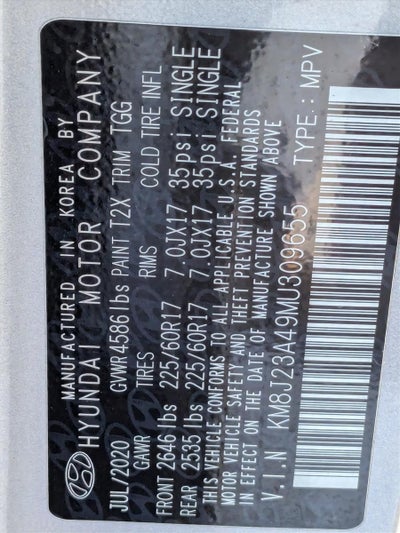 MANUFACTURED IN KOREA BY
HYUNDAI MOTOR COMPANY
JUL/2020 GVWR 4586 lbs PAINT T2X TRIM TGG
GAWR TIRES RMS COLD TIRE INFL
FRONT 2646 lbs 225/60R17 7.0JX17 35psi SINGLE
REAR 2535 lbs 225/60R17 7.0JX17 35psi SINGLE
THIS VEHICLE CONFORMS TO ALL APPLICABLE U.S.A. FEDERAL
MOTOR VEHICLE SAFETY AND THEFT PREVENTION STANDARDS
IN EFFECT ON THE DATE OF MANUFACTURE SHOWN ABOVE
V.I.N KM8J23A49MU309655 TYPE.: MPV